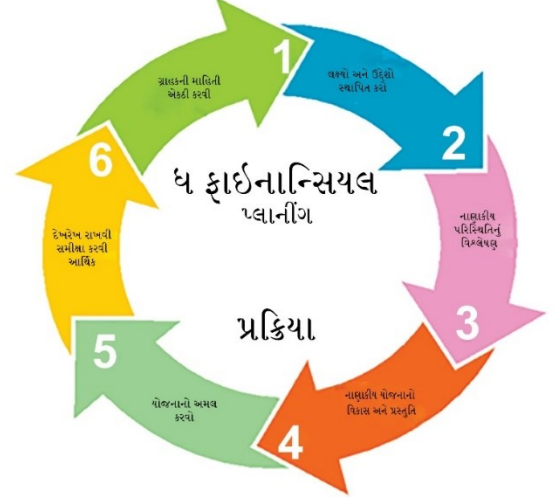 ધ ફાઇનાન્સિયલ
પ્લાનીંગ
પ્રક્રિયા
1
ગ્રાહકની માહિતી
એકઠી કરવી
2
લક્ષ્યો અને ઉદ્દેશો
સ્થાપિત કરો
3
નાણાકીય
પરિસ્થિતિનું
વિશ્લેષણ
4
નાણાકીય યોજનાનો
વિકાસ અને પ્રસ્તુતિ
5
યોજનાનો અમલ
કરવો
6
દેખરેખ રાખવી
સમીક્ષા કરવી
આર્થિક